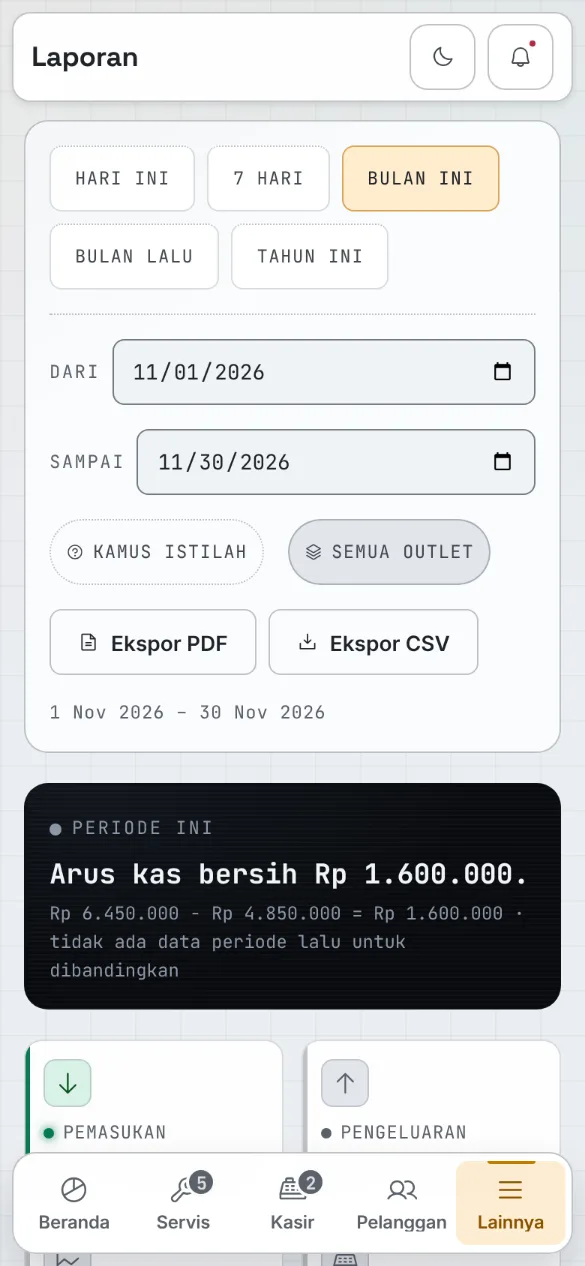 Laporan
HARI INI
7 HARI
BULAN INI
BULAN LALU
TAHUN INI
DARI
11/01/2026
SAMPAI
11/30/2026
KAMUS ISTILAH
SEMUA OUTLET
Ekspor PDF
Ekspor CSV
1 Nov 2026 – 30 Nov 2026
PERIODE INI
Arus kas bersih Rp 1.600.000.
Rp 6.450.000 - Rp 4.850.000 = Rp 1.600.000 ·
tidak ada data periode lalu untuk
dibandingkan
PEMASUKAN
PENGELUARAN
5
2
Beranda
Servis
Kasir
Pelanggan
Lainnya